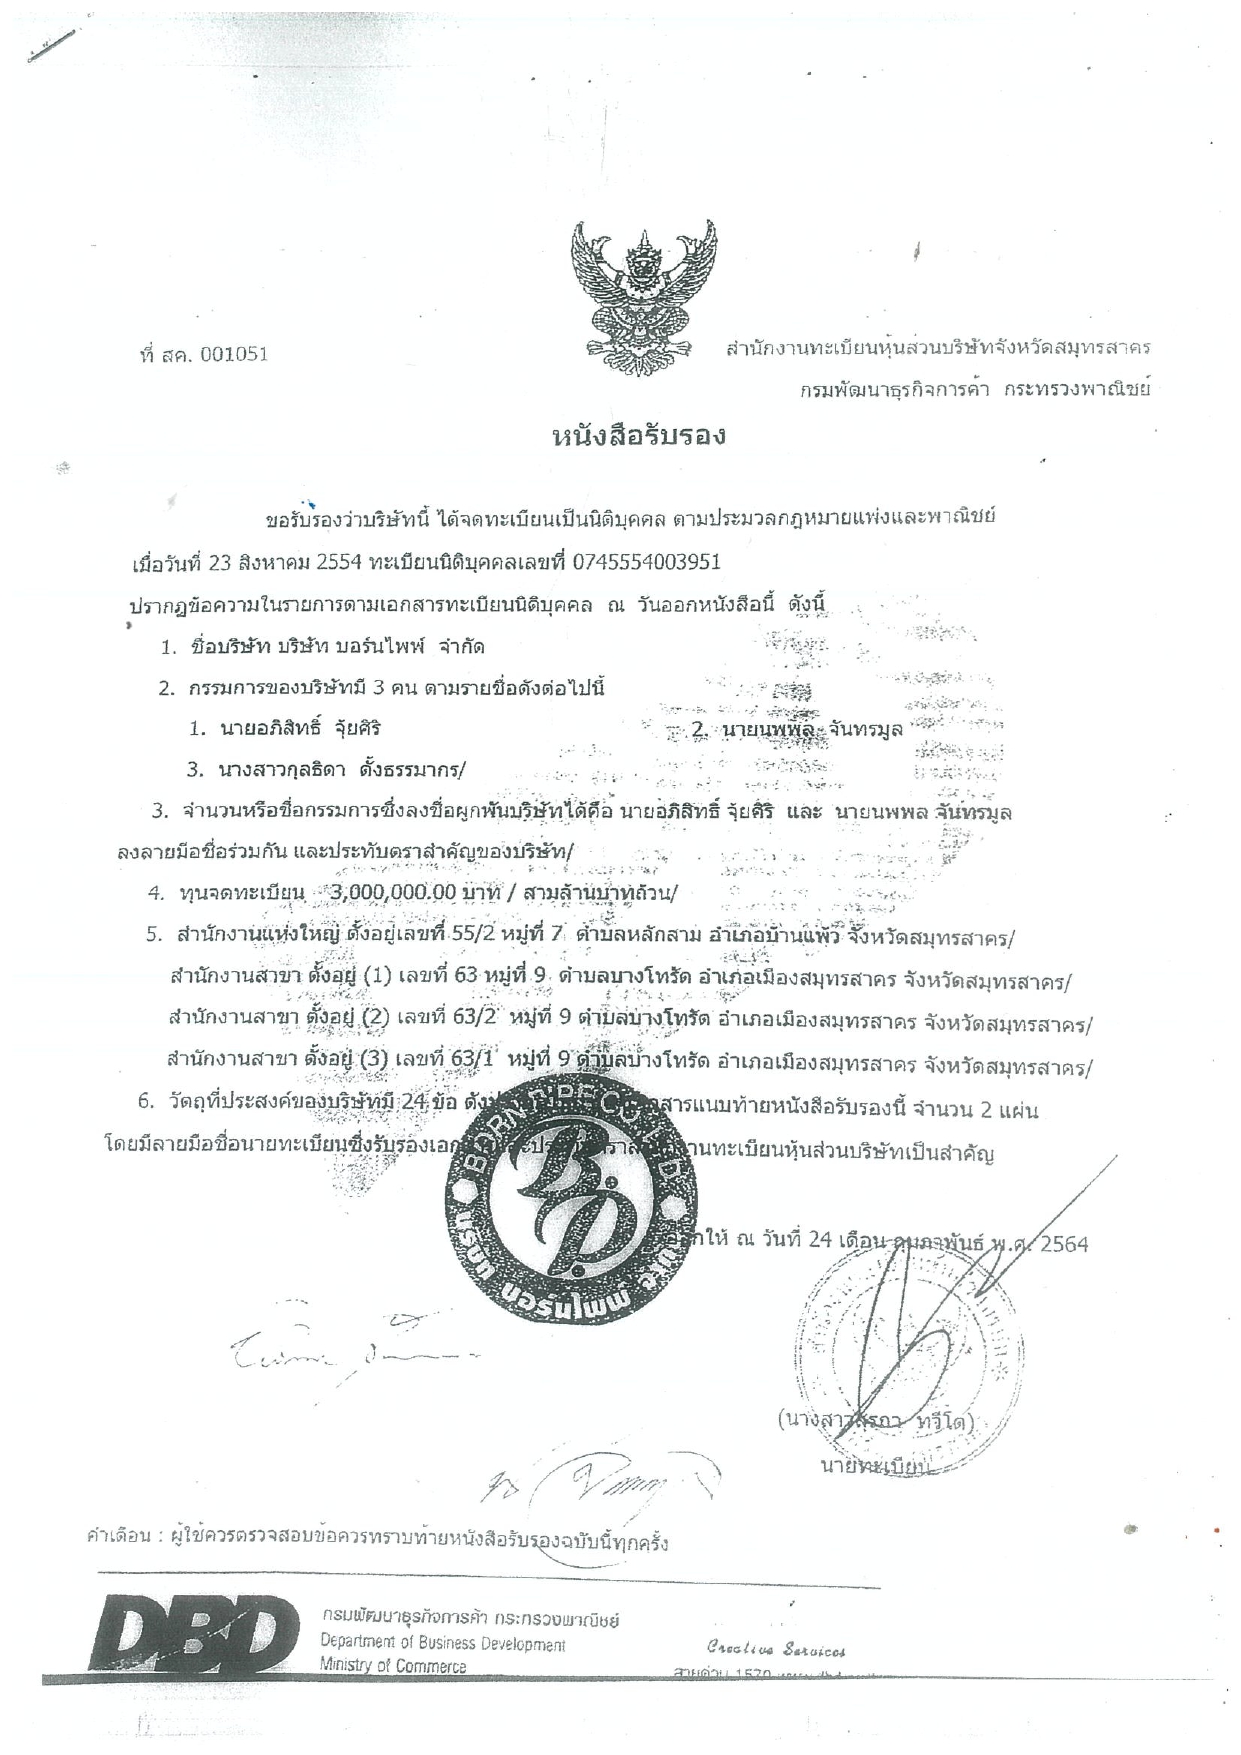 ที่ สค. 001051
สำนักงานทะเบียนหุ้นส่วนบริษัทจังหวัดสมุทรสาคร
กรมพัฒนาธุรกิจการค้า กระทรวงพาณิชย์
หนังสือรับรอง
ขอรับรองว่าบริษัทนี้ ได้จดทะเบียนเป็นนิติบุคคล ตามประมวลกฎหมายแพ่งและพาณิชย์
เมื่อวันที่ 23 สิงหาคม 2554 ทะเบียนนิติบุคคลเลขที่ 0745554003951
ปรากฏข้อความในรายการตามเอกสารทะเบียนนิติบุคคล ณ วันออกหนังสือนี้ ดังนี้
1. ชื่อบริษัท บริษัท บอร์นไพพ์ จำกัด
2. กรรมการของบริษัทมี 3 คน ตามรายชื่อดังต่อไปนี้
1. นายอภิสิทธิ์ จุ้ยศิริ 2. นายนพพล จันทรมูล
3. นางสาวกุลธิดา ตั้งธรรมากร/
3. จำนวนหรือชื่อกรรมการซึ่งลงชื่อผูกพันบริษัทได้คือ นายอภิสิทธิ์ จุ้ยศิริ และ นายนพพล จันทรมูล
ลงลายมือชื่อร่วมกัน และประทับตราสำคัญของบริษัท/
4. ทุนจดทะเบียน 3,000,000.00 บาท / สามล้านบาทถ้วน/
5. สำนักงานแห่งใหญ่ ตั้งอยู่เลขที่ 55/2 หมู่ที่ 7 ตำบลหลักสาม อำเภอบ้านแพ้ว จังหวัดสมุทรสาคร/
สำนักงานสาขา ตั้งอยู่ (1) เลขที่ 63 หมู่ที่ 9 ตำบลบางโทรัด อำเภอเมืองสมุทรสาคร จังหวัดสมุทรสาคร/
สำนักงานสาขา ตั้งอยู่ (2) เลขที่ 63/2 หมู่ที่ 9 ตำบลบางโทรัด อำเภอเมืองสมุทรสาคร จังหวัดสมุทรสาคร/
สำนักงานสาขา ตั้งอยู่ (3) เลขที่ 63/1 หมู่ที่ 9 ตำบลบางโทรัด อำเภอเมืองสมุทรสาคร จังหวัดสมุทรสาคร/
6. วัตถุที่ประสงค์ของบริษัทมี 24 ข้อ สารแนบท้ายหนังสือรับรองนี้ จำนวน 2 แผ่น
โดยมีลายมือชื่อนายทะเบียนซึ่งรับรองเอก านทะเบียนหุ้นส่วนบริษัทเป็นสำคัญ
บริษัท บอร์นไพพ์ จำกัด
กให้ ณ วันที่ 24 เดือน กุมภาพันธ์ พ.ศ. 2564
นายทะเบียน
คำเตือน : ผู้ใช้ควรตรวจสอบข้อควรทราบท้ายหนังสือรับรองฉบับนี้ทุกครั้ง
DBD
กรมพัฒนาธุรกิจการค้า กระทรวงพาณิชย์
Department of Business Development
Ministry of Commerce
Creative Services
สายด่วน 1570